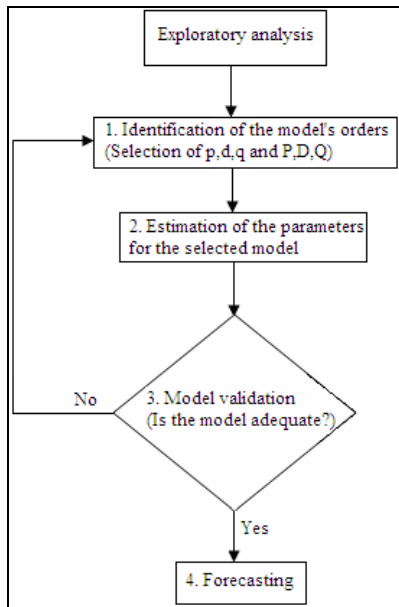 Exploratory analysis
1. Identification of the model's orders
(Selection of p,d,q and P,D,Q)
2. Estimation of the parameters
for the selected model
No
3. Model validation
(Is the model adequate?)
Yes
4. Forecasting